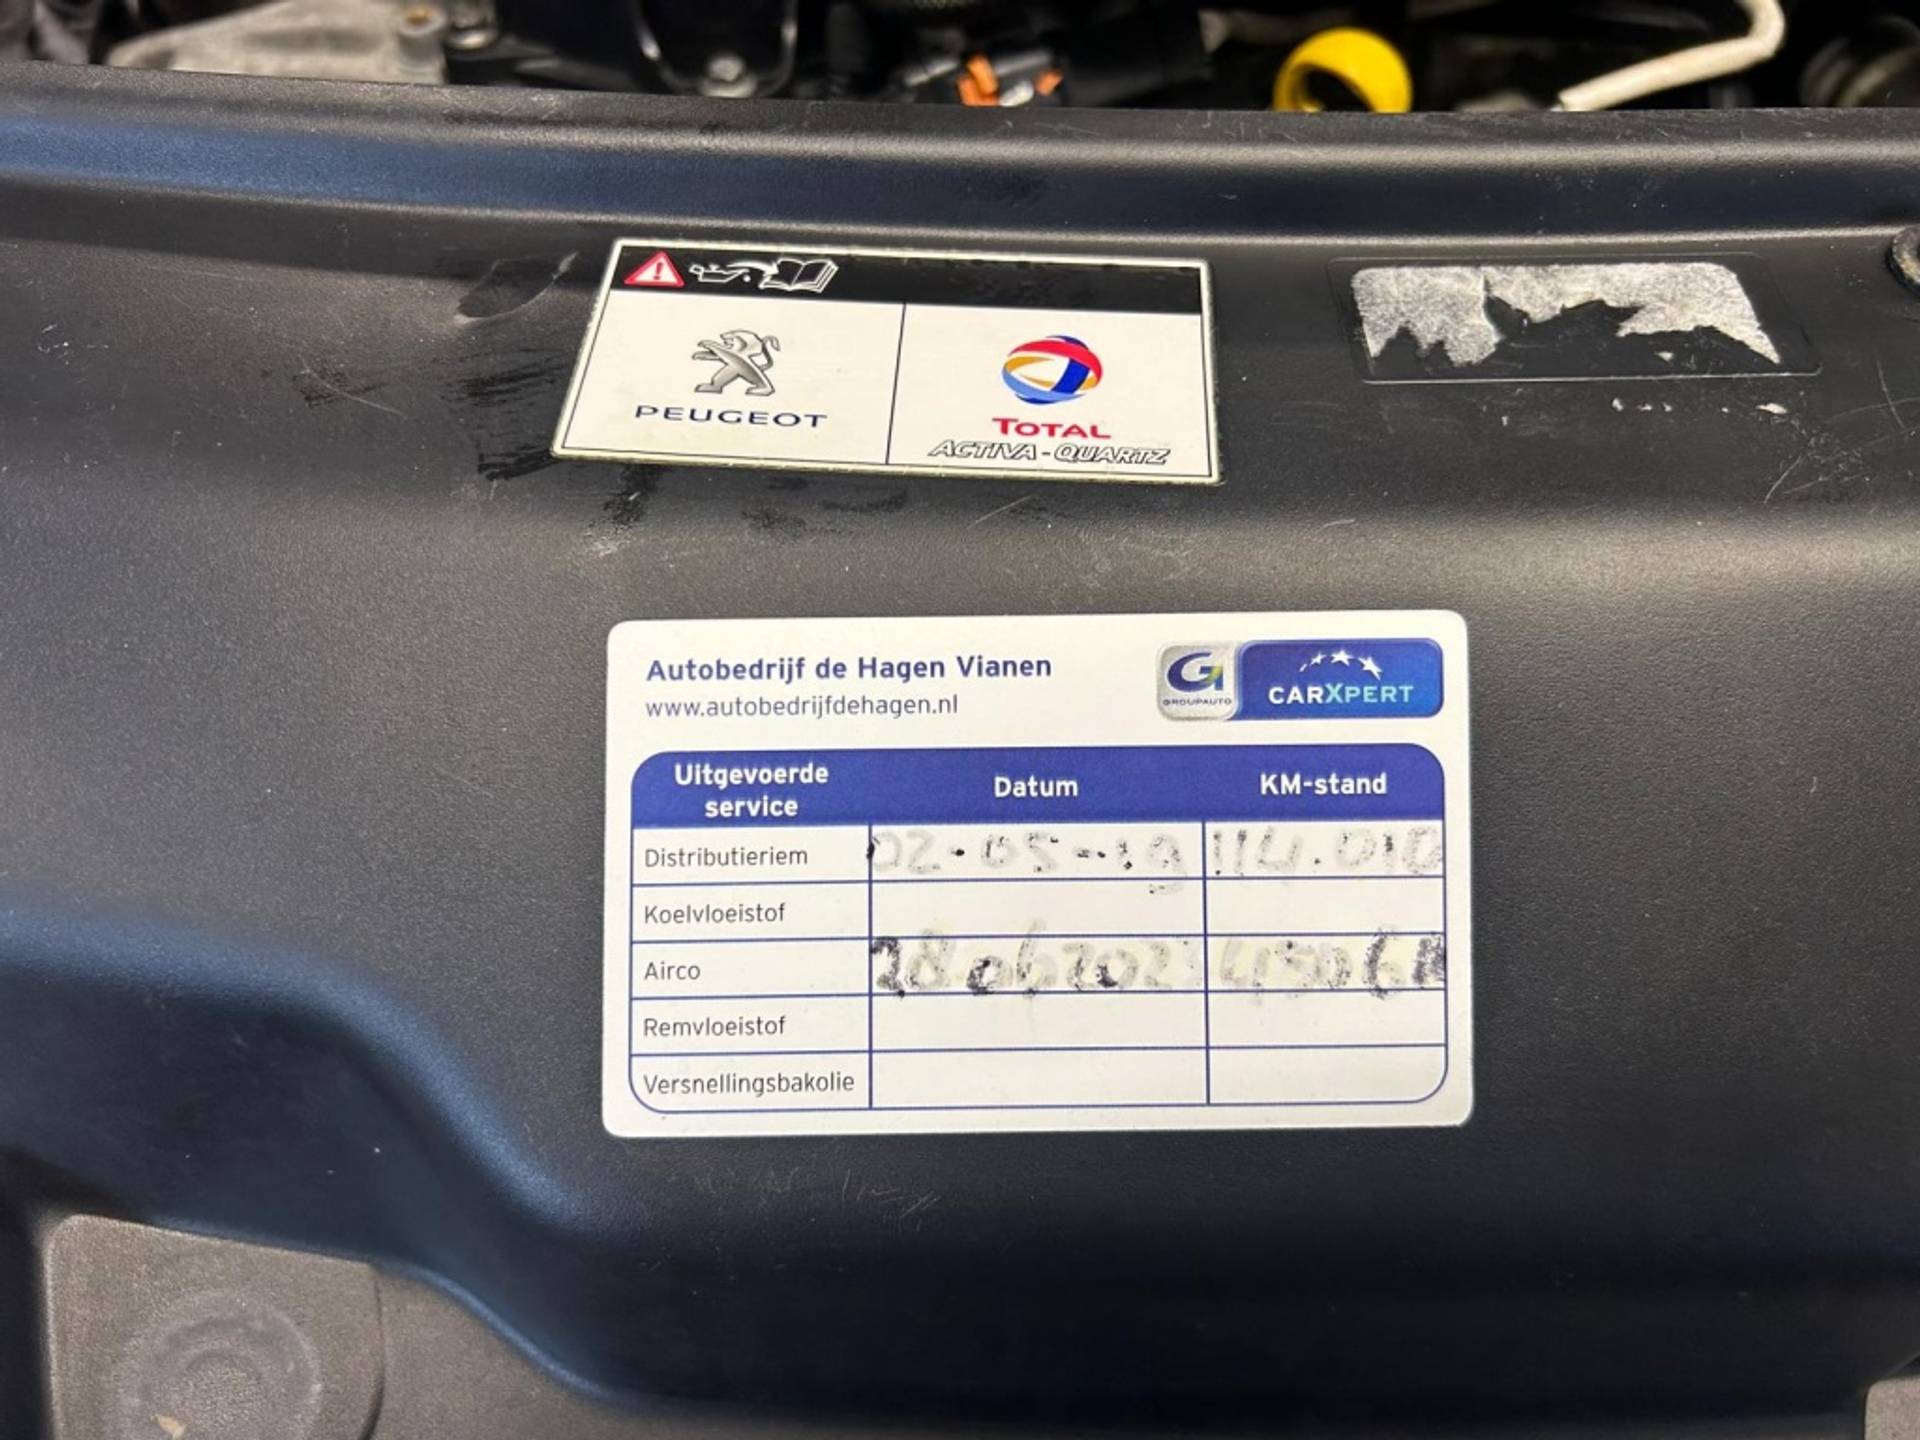 PEUGEOT
TOTAL
ACTIVA-QUARTZ
Autobedrijf de Hagen Vianen
www.autobedrijfdehagen.nl
GROUPAUTO
CARXPERT
Uitgevoerde service Datum KM-stand
Distributieriem 02-05-19 114.010
Koelvloeistof
Airco
Remvloeistof
Versnellingsbakolie